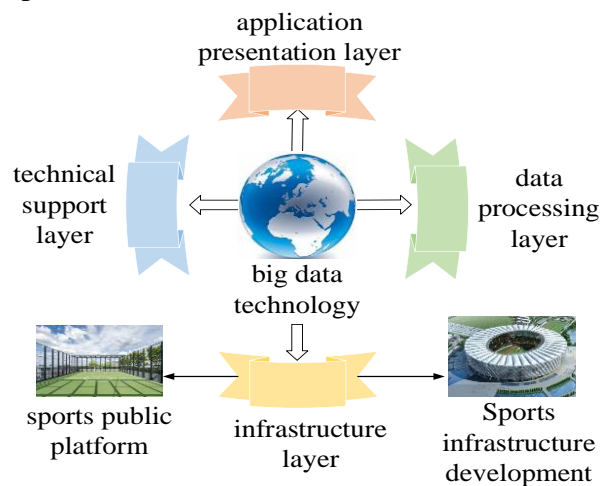 application
presentation layer
technical
support
layer
data
processing
layer
big data
technology
sports public
platform
infrastructure
layer
Sports
infrastructure
development